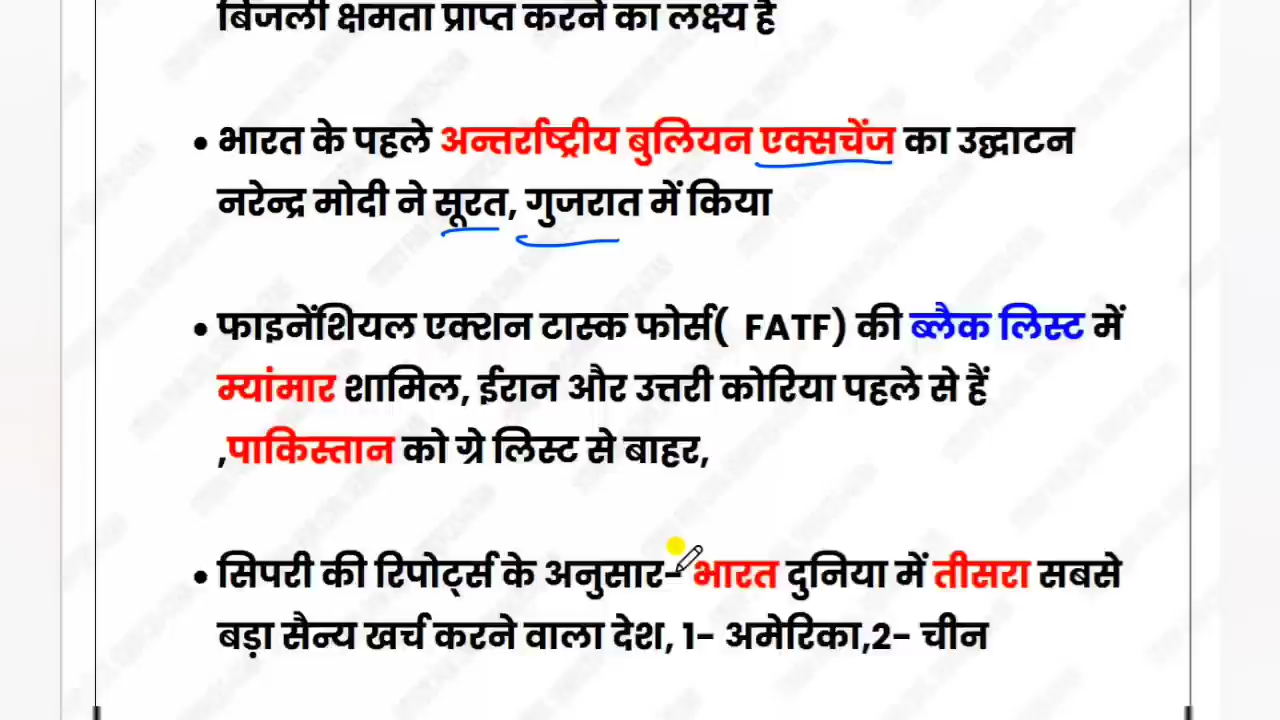 बिजली क्षमता प्राप्त करने का लक्ष्य है
• भारत के पहले अन्तर्राष्ट्रीय बुलियन एक्सचेंज का उद्घाटन
नरेन्द्र मोदी ने सूरत, गुजरात में किया
• फाइनेंशियल एक्शन टास्क फोर्स( FATF) की ब्लैक लिस्ट में
म्यांमार शामिल, ईरान और उत्तरी कोरिया पहले से हैं
,पाकिस्तान को ग्रे लिस्ट से बाहर,
• सिपरी की रिपोर्ट्स के अनुसार- भारत दुनिया में तीसरा सबसे
बड़ा सैन्य खर्च करने वाला देश, 1- अमेरिका,2- चीन